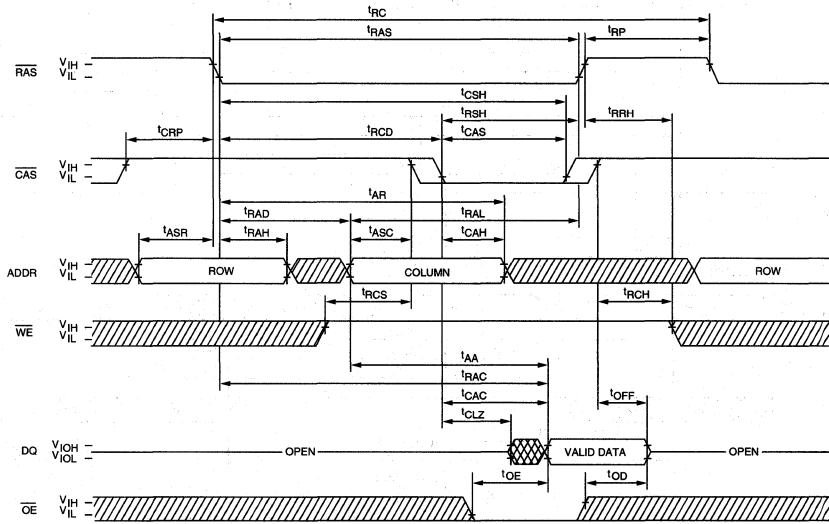 tRC
tRAS
tRP
RAS
VIH
VIL
tCSH
tRSH
tRRH
tCRP
tRCD
tCAS
CAS
VIH
VIL
tAR
tRAD
tRAL
tASR
tRAH
tASC
tCAH
ADDR
VIH
VIL
ROW
COLUMN
ROW
tRCS
tRCH
WE
VIH
VIL
tAA
tRAC
tCAC
tOFF
tCLZ
DQ
VIOH
VIOL
OPEN
VALID DATA
OPEN
tOE
tOD
OE
VIH
VIL